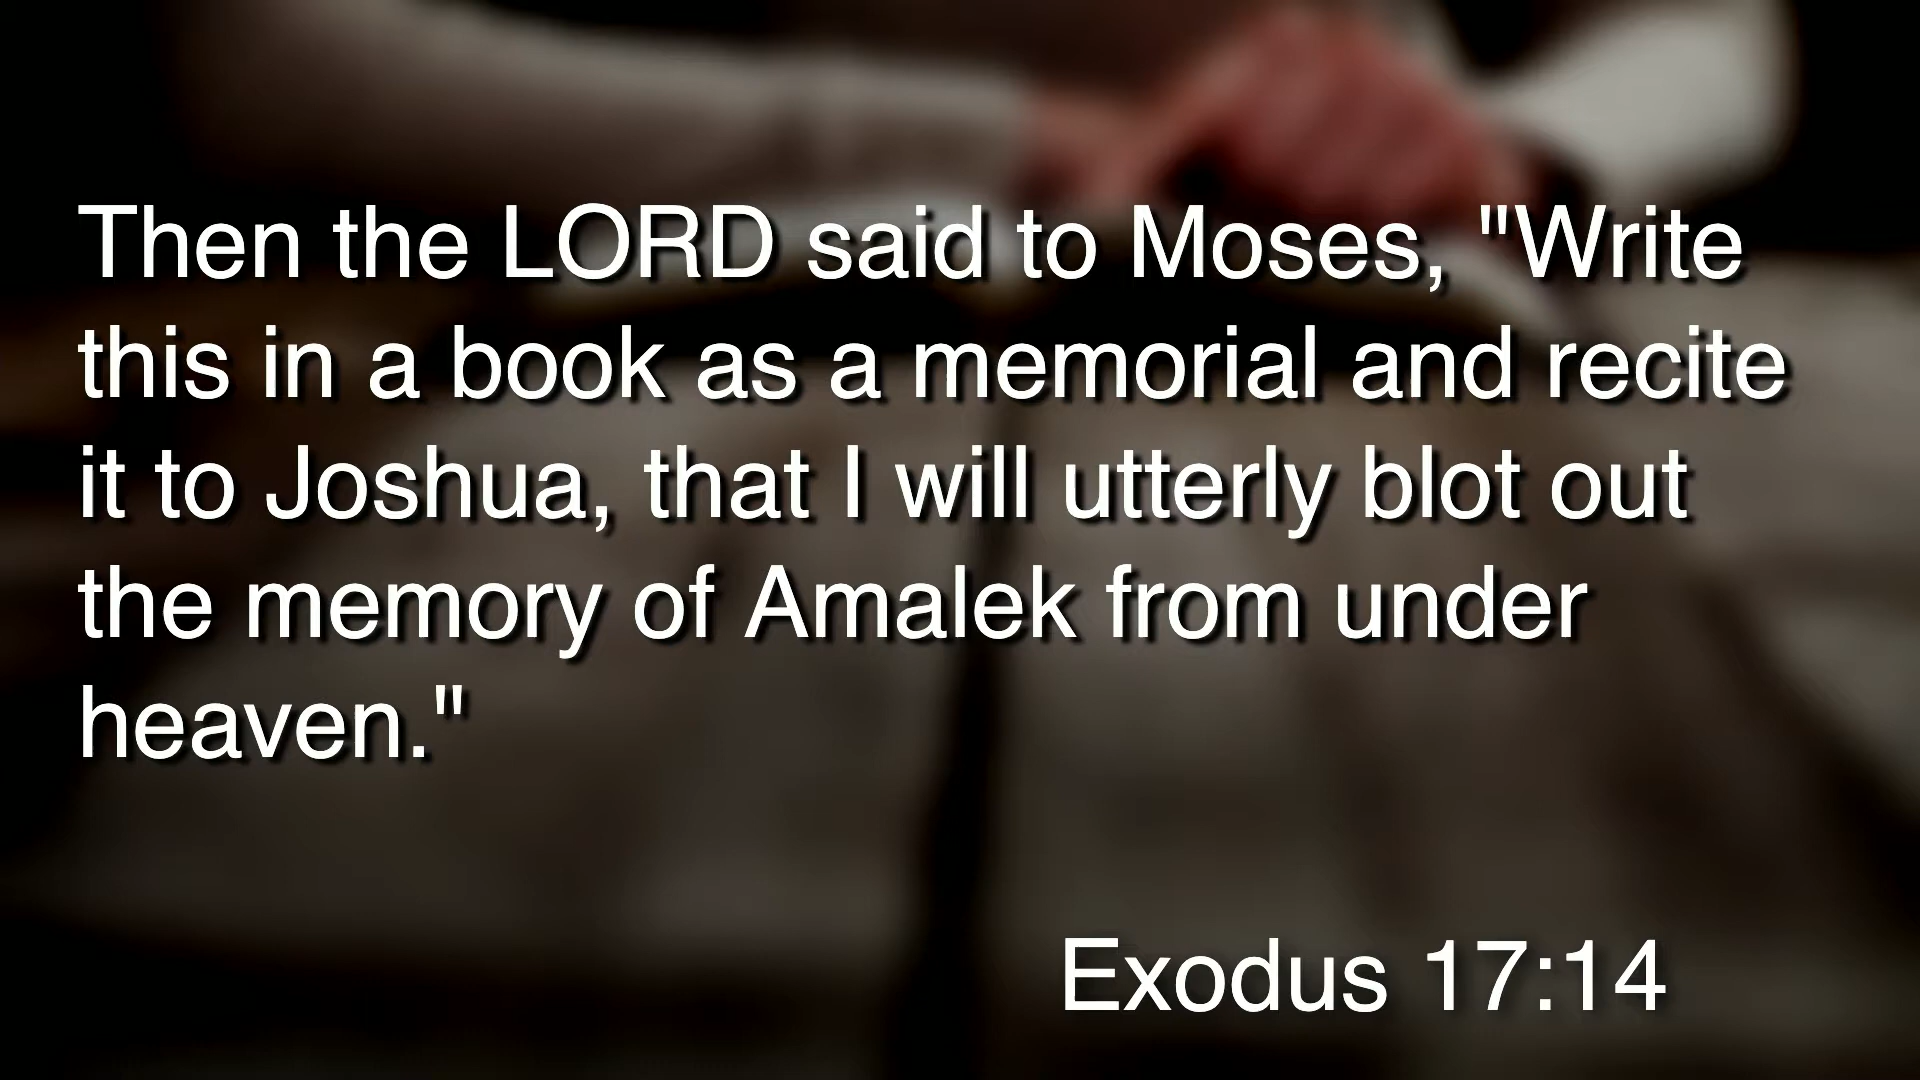 Then the LORD said to Moses, "Write
this in a book as a memorial and recite
it to Joshua, that I will utterly blot out
the memory of Amalek from under
heaven."
Exodus 17:14